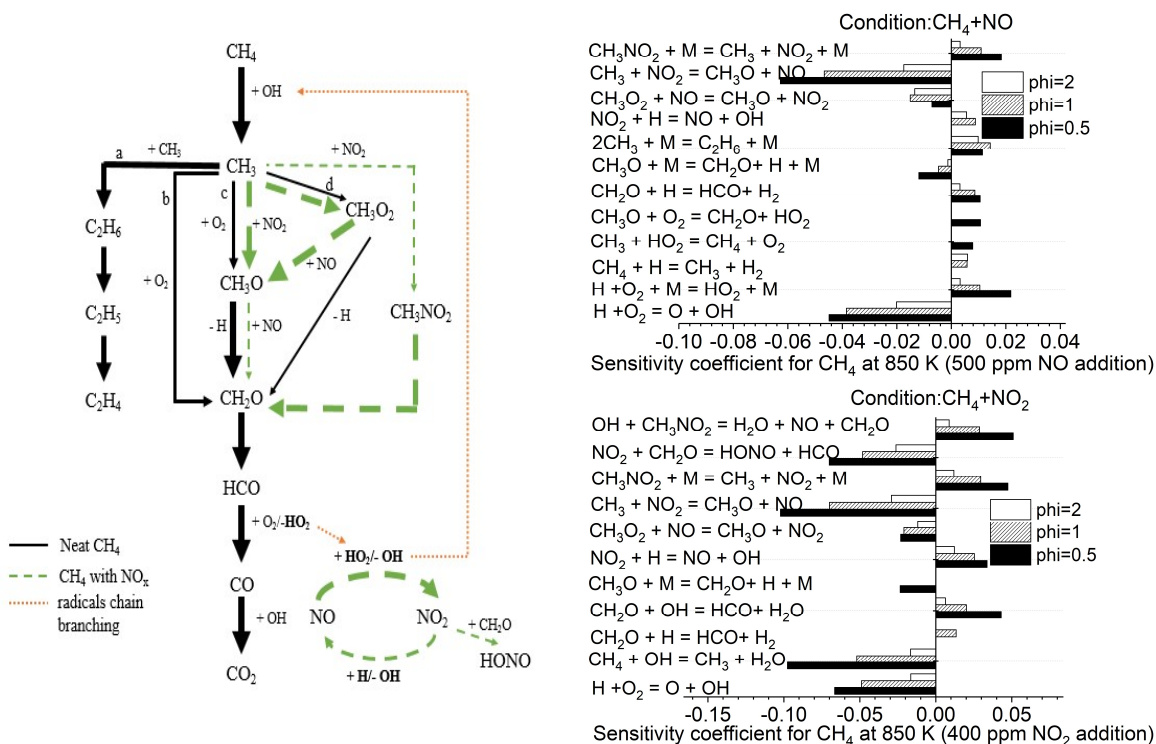 CH₄
+ OH
a
+ CH₃
CH₃
+ NO₂
b
c
d
+ O₂
+ NO₂
CH₃O₂
C₂H₆
+ NO
+ O₂
CH₃O
- H
+ NO
- H
CH₃NO₂
C₂H₅
C₂H₄
CH₂O
HCO
+ O₂/-HO₂
Neat CH₄
CH₄ with NOₓ
radicals chain
branching
+ HO₂/- OH
CO
NO
NO₂
+ OH
+ CH₂O
HONO
+ H/- OH
CO₂
Condition:CH₄+NO
CH₃NO₂ + M = CH₃ + NO₂ + M
CH₃ + NO₂ = CH₃O + NO
CH₃O₂ + NO = CH₃O + NO₂
NO₂ + H = NO + OH
2CH₃ + M = C₂H₆ + M
CH₃O + M = CH₂O+ H + M
CH₂O + H = HCO+ H₂
CH₃O + O₂ = CH₂O+ HO₂
CH₃ + HO₂ = CH₄ + O₂
CH₄ + H = CH₃ + H₂
H +O₂ + M = HO₂ + M
H +O₂ = O + OH
phi=2
phi=1
phi=0.5
-0.10 -0.08 -0.06 -0.04 -0.02 0.00 0.02 0.04
Sensitivity coefficient for CH₄ at 850 K (500 ppm NO addition)
Condition:CH₄+NO₂
OH + CH₃NO₂ = H₂O + NO + CH₂O
NO₂ + CH₂O = HONO + HCO
CH₃NO₂ + M = CH₃ + NO₂ + M
CH₃ + NO₂ = CH₃O + NO
CH₃O₂ + NO = CH₃O + NO₂
NO₂ + H = NO + OH
CH₃O + M = CH₂O+ H + M
CH₂O + OH = HCO+ H₂O
CH₂O + H = HCO+ H₂
CH₄ + OH = CH₃ + H₂O
H +O₂ = O + OH
phi=2
phi=1
phi=0.5
-0.15 -0.10 -0.05 0.00 0.05
Sensitivity coefficient for CH₄ at 850 K (400 ppm NO₂ addition)